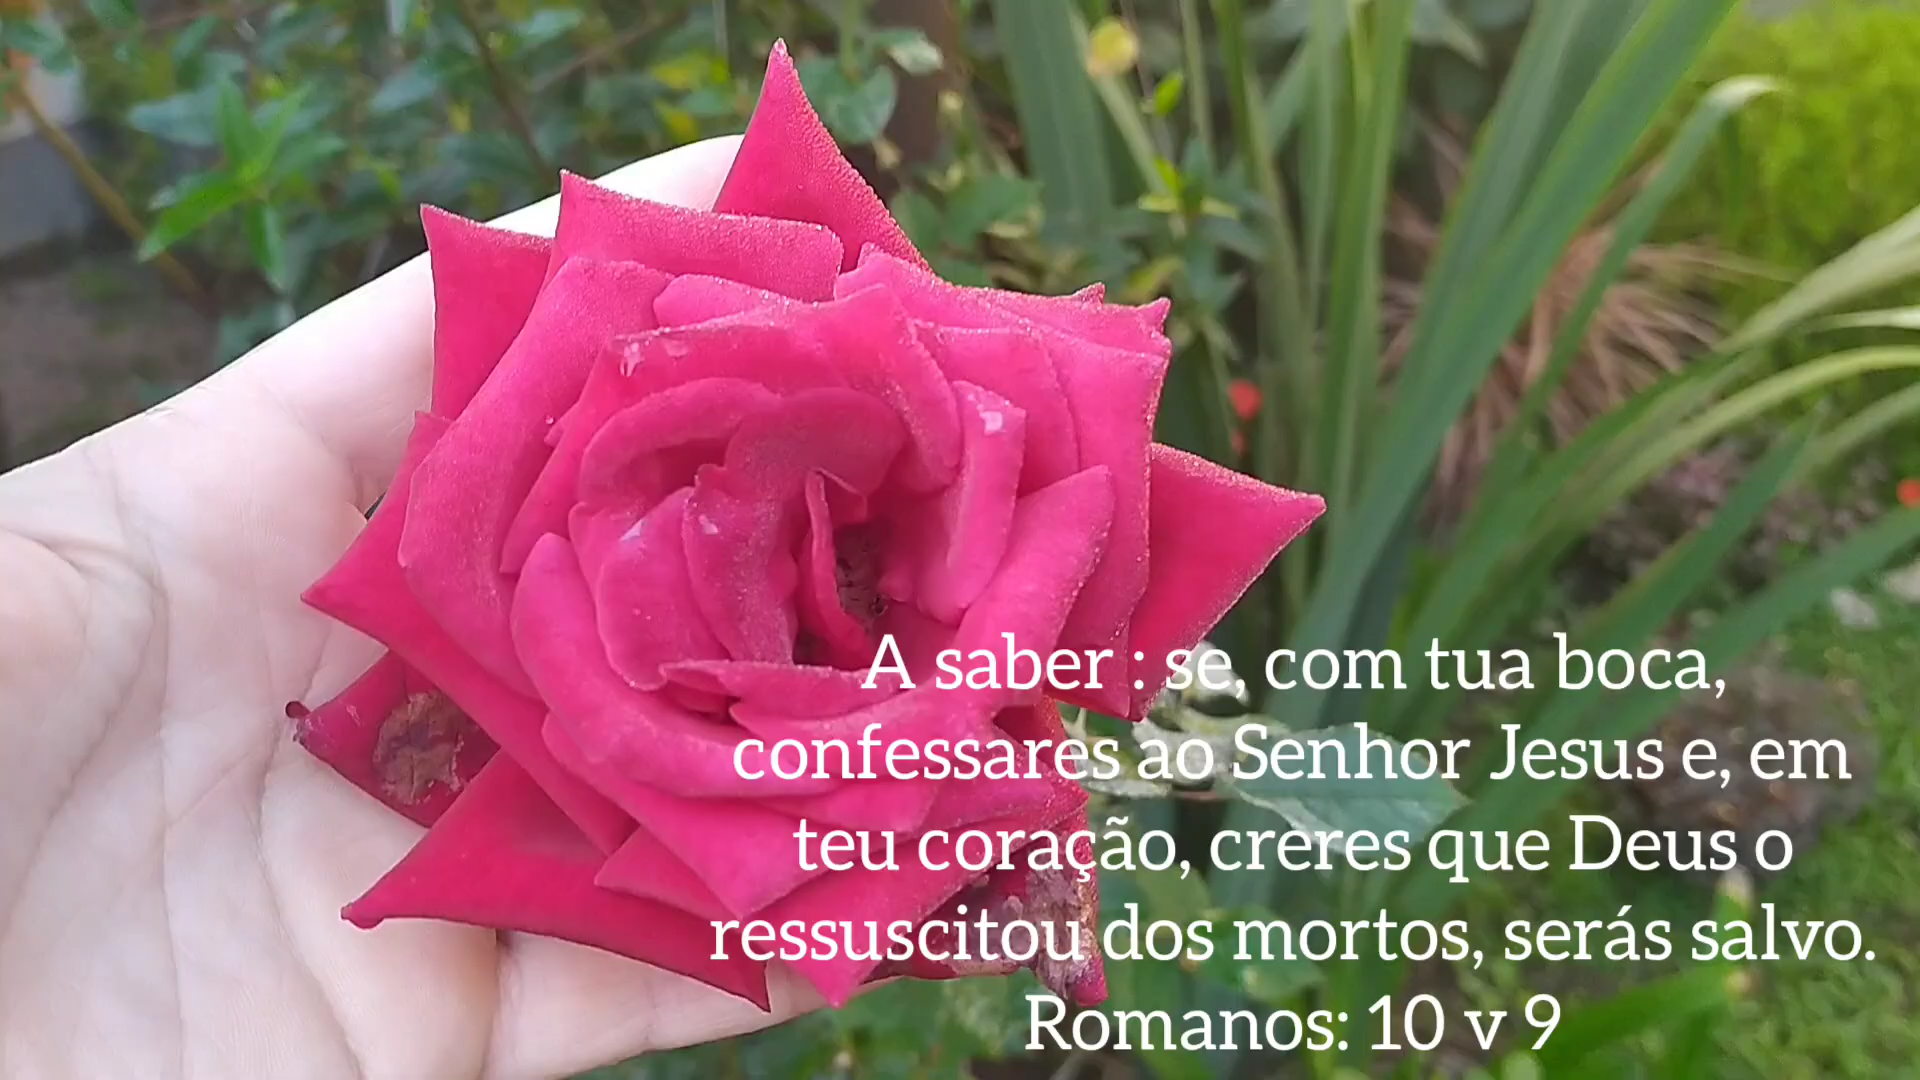 A saber : se, com tua boca,
confessares ao Senhor Jesus e, em
teu coração, creres que Deus o
ressuscitou dos mortos, serás salvo.
Romanos: 10 v 9